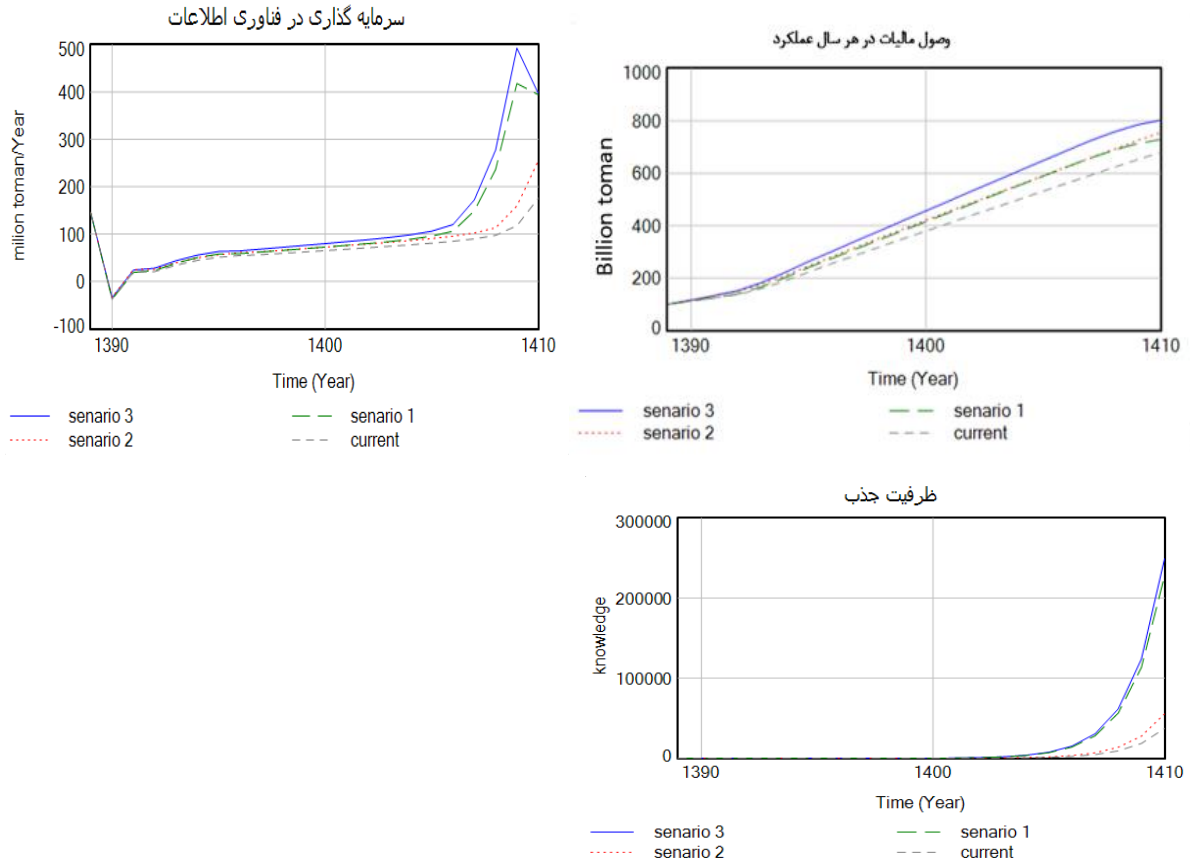 سرمایه گذاری در فناوری اطلاعات
500
400
300
200
100
0
-100
milion toman/Year
1390 1400 1410
Time (Year)
senario 3 senario 1
senario 2 current
وصول مالیات در هر سال عملکرد
1000
800
600
400
200
0
Billion toman
1390 1400 1410
Time (Year)
senario 3 senario 1
senario 2 current
ظرفیت جذب
300000
200000
100000
0
knowledge
1390 1400 1410
Time (Year)
senario 3 senario 1
senario 2 current